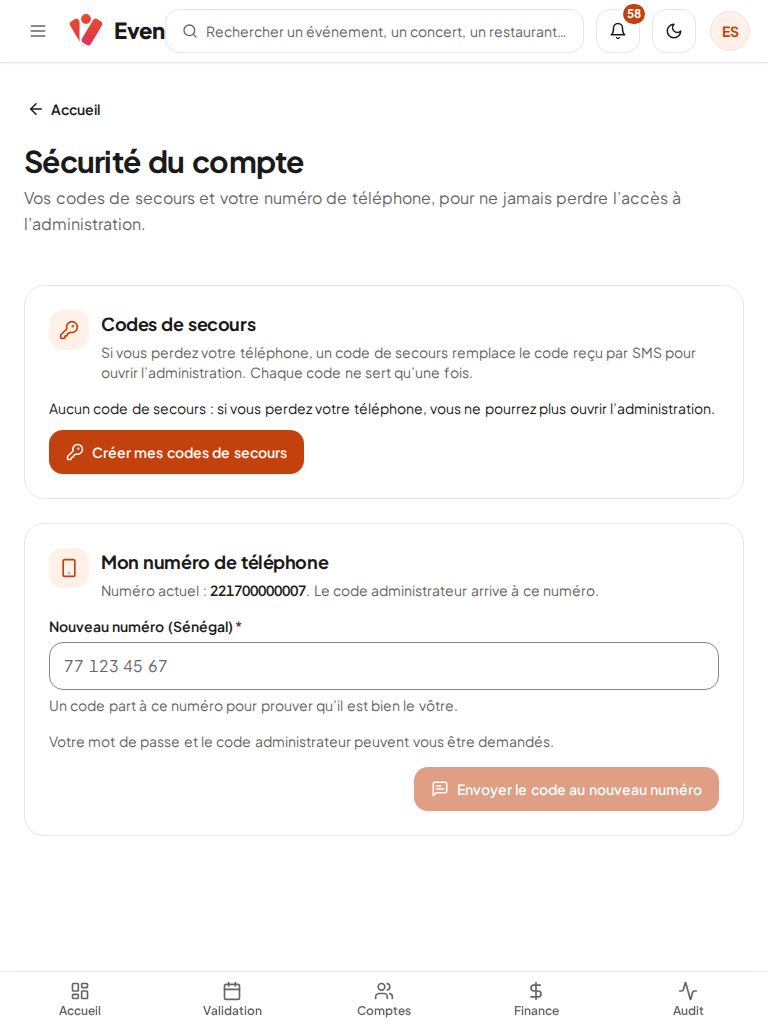 Even
Rechercher un événement, un concert, un restaurant…
58
ES
Accueil
Sécurité du compte
Vos codes de secours et votre numéro de téléphone, pour ne jamais perdre l’accès à
l’administration.
Codes de secours
Si vous perdez votre téléphone, un code de secours remplace le code reçu par SMS pour
ouvrir l’administration. Chaque code ne sert qu’une fois.
Aucun code de secours : si vous perdez votre téléphone, vous ne pourrez plus ouvrir l’administration.
Créer mes codes de secours
Mon numéro de téléphone
Numéro actuel : 221700000007. Le code administrateur arrive à ce numéro.
Nouveau numéro (Sénégal) *
77 123 45 67
Un code part à ce numéro pour prouver qu’il est bien le vôtre.
Votre mot de passe et le code administrateur peuvent vous être demandés.
Envoyer le code au nouveau numéro
Accueil
Validation
Comptes
Finance
Audit